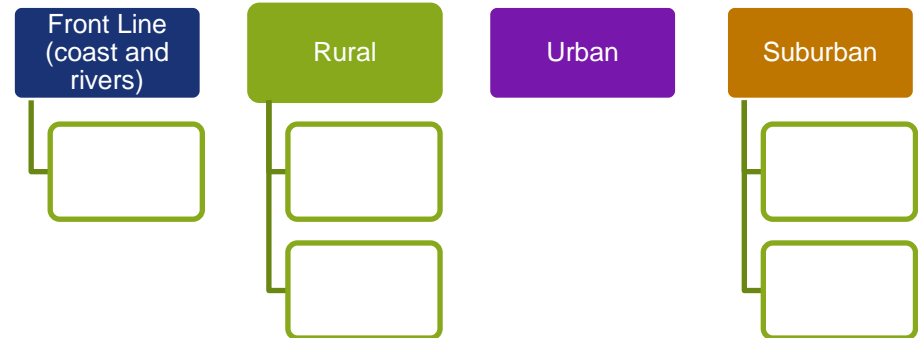 Front Line
(coast and
rivers)
Rural
Urban
Suburban